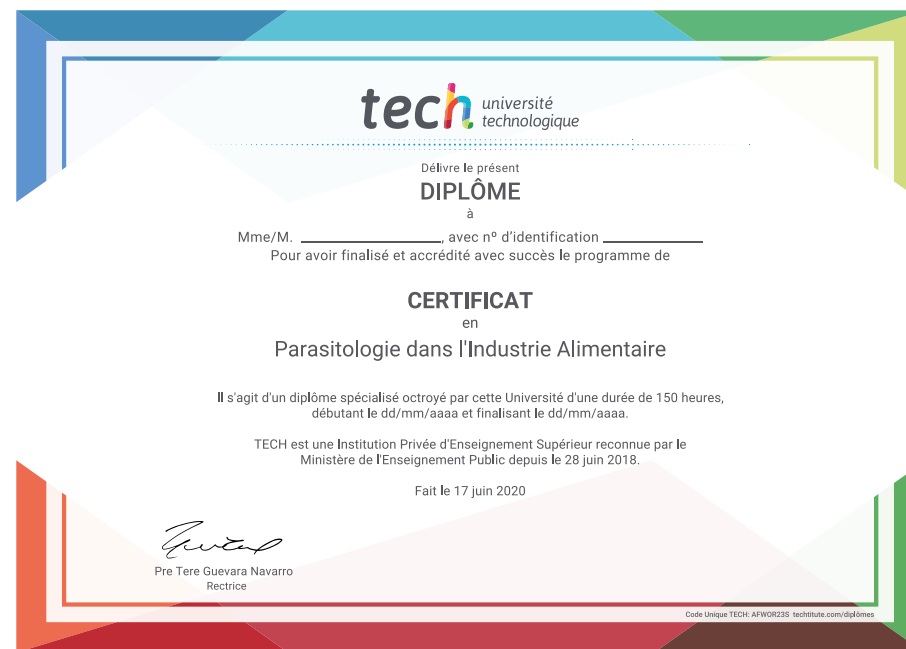 tech université
technologique
Délivre le présent
DIPLÔME
à
Mme/M. ____________________, avec nº d'identification ______________
Pour avoir finalisé et accrédité avec succès le programme de
CERTIFICAT
en
Parasitologie dans l'Industrie Alimentaire
Il s'agit d'un diplôme spécialisé octroyé par cette Université d'une durée de 150 heures,
débutant le dd/mm/aaaa et finalisant le dd/mm/aaaa.
TECH est une Institution Privée d'Enseignement Supérieur reconnue par le
Ministère de l'Enseignement Public depuis le 28 juin 2018.
Fait le 17 juin 2020
Pre Tere Guevara Navarro
Rectrice
Code Unique TECH: AFWOR23S techtitute.com/diplômes